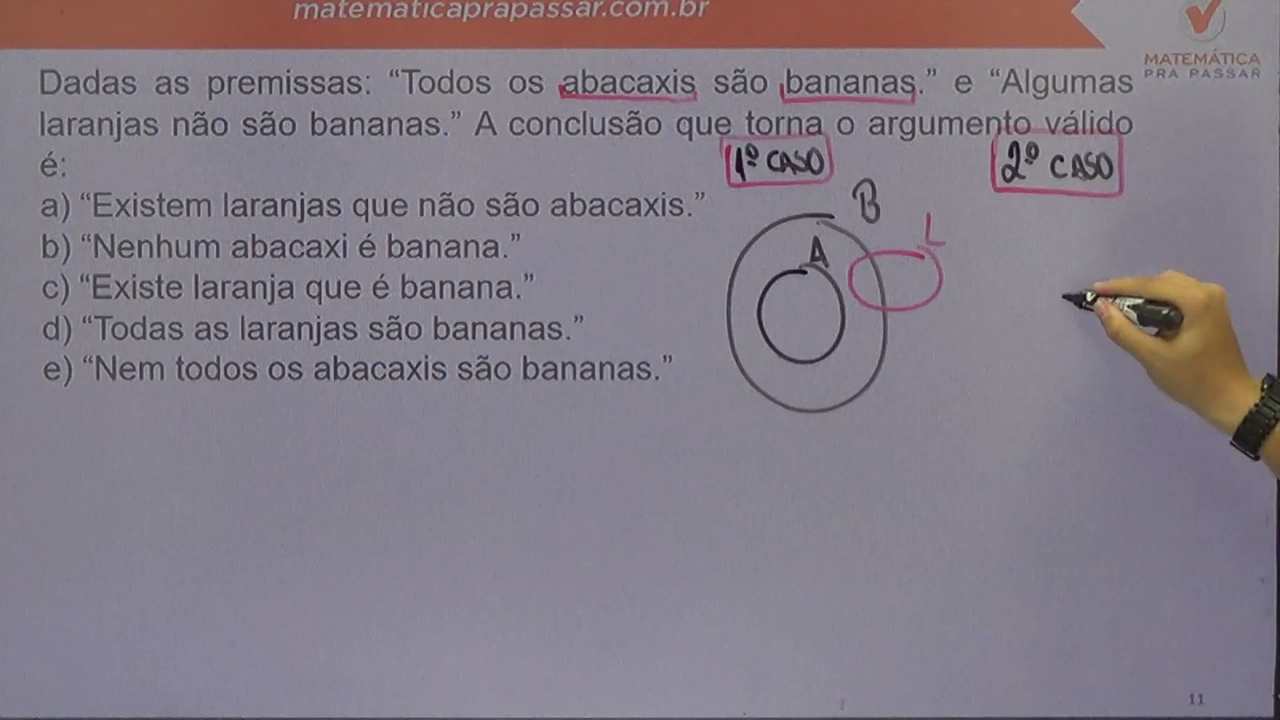 matematicaprapassar.com.br
MATEMÁTICA
PRA PASSAR
Dadas as premissas: “Todos os abacaxis são bananas.” e “Algumas
laranjas não são bananas.” A conclusão que torna o argumento válido
é:
a) “Existem laranjas que não são abacaxis.”
b) “Nenhum abacaxi é banana.”
c) “Existe laranja que é banana.”
d) “Todas as laranjas são bananas.”
e) “Nem todos os abacaxis são bananas.”
1º CASO
2º CASO
B
L
A
11